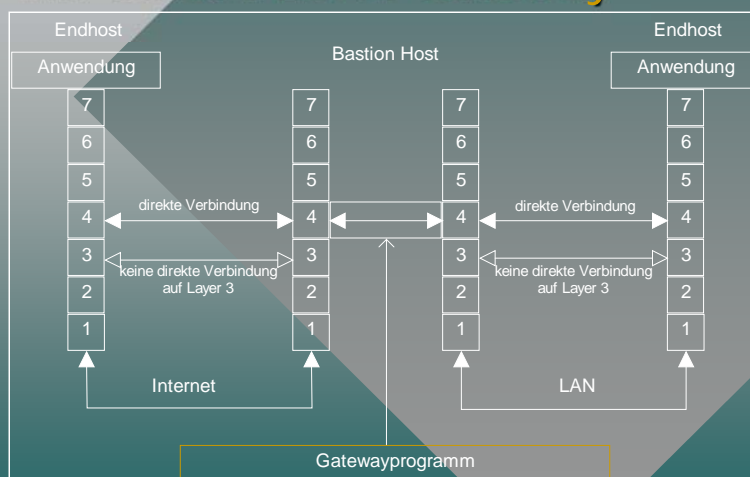 Endhost
Endhost
Bastion Host
Anwendung
Anwendung
7
7
7
7
6
6
6
6
5
5
5
5
direkte Verbindung
direkte Verbindung
4
4
4
4
3
3
3
3
keine direkte Verbindung
auf Layer 3
keine direkte Verbindung
auf Layer 3
2
2
2
2
1
1
1
1
Internet
LAN
Gatewayprogramm